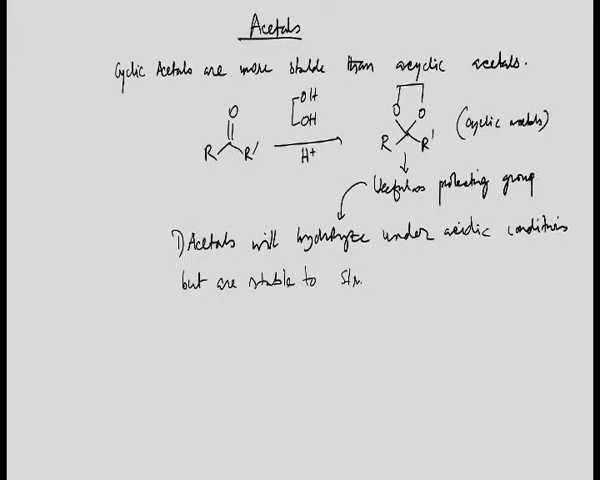 Acetals
Cyclic Acetals are more stable than acyclic acetals.
O
OH
OH
R R'
H+
O O
R R'
(cyclic acetals)
Useful as protecting group
1) Acetals will hydrolyze under acidic conditions
but are stable to